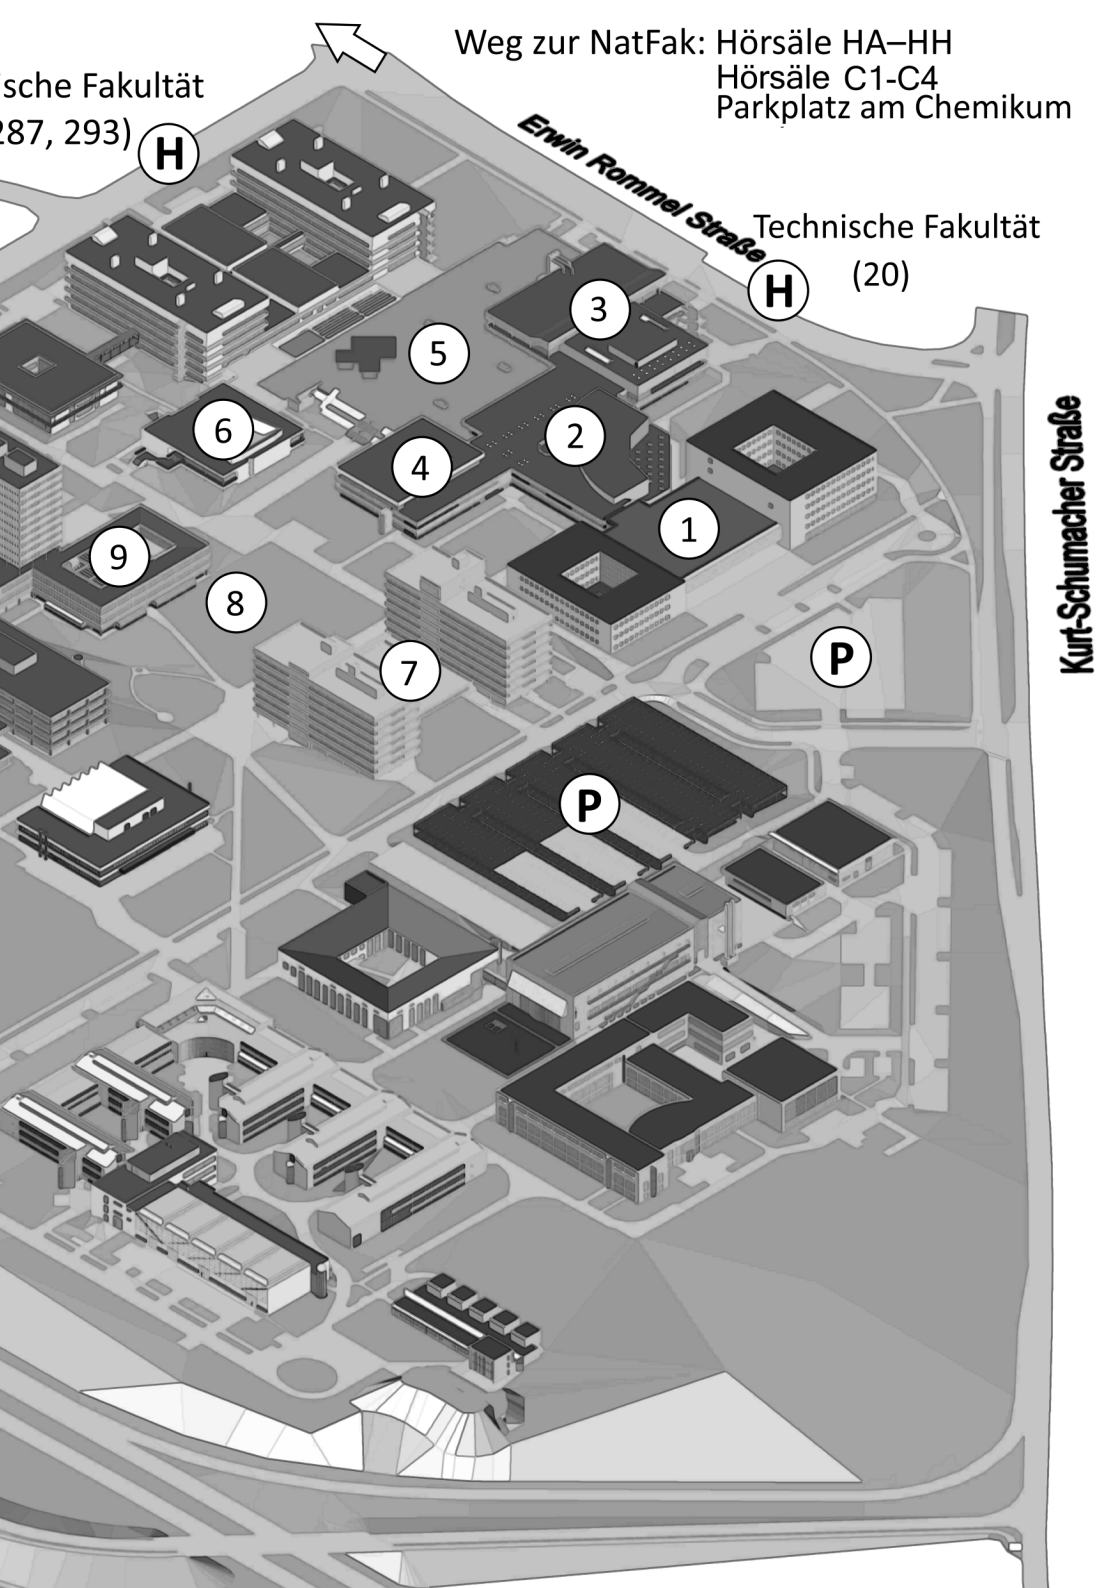 Weg zur NatFak: Hörsäle HA–HH
Hörsäle C1-C4
Parkplatz am Chemikum
ische Fakultät
287, 293)
H
Erwin Rommel Straße
Technische Fakultät
(20)
H
3
5
2
6
4
1
9
8
7
P
P
Kurt-Schumacher Straße